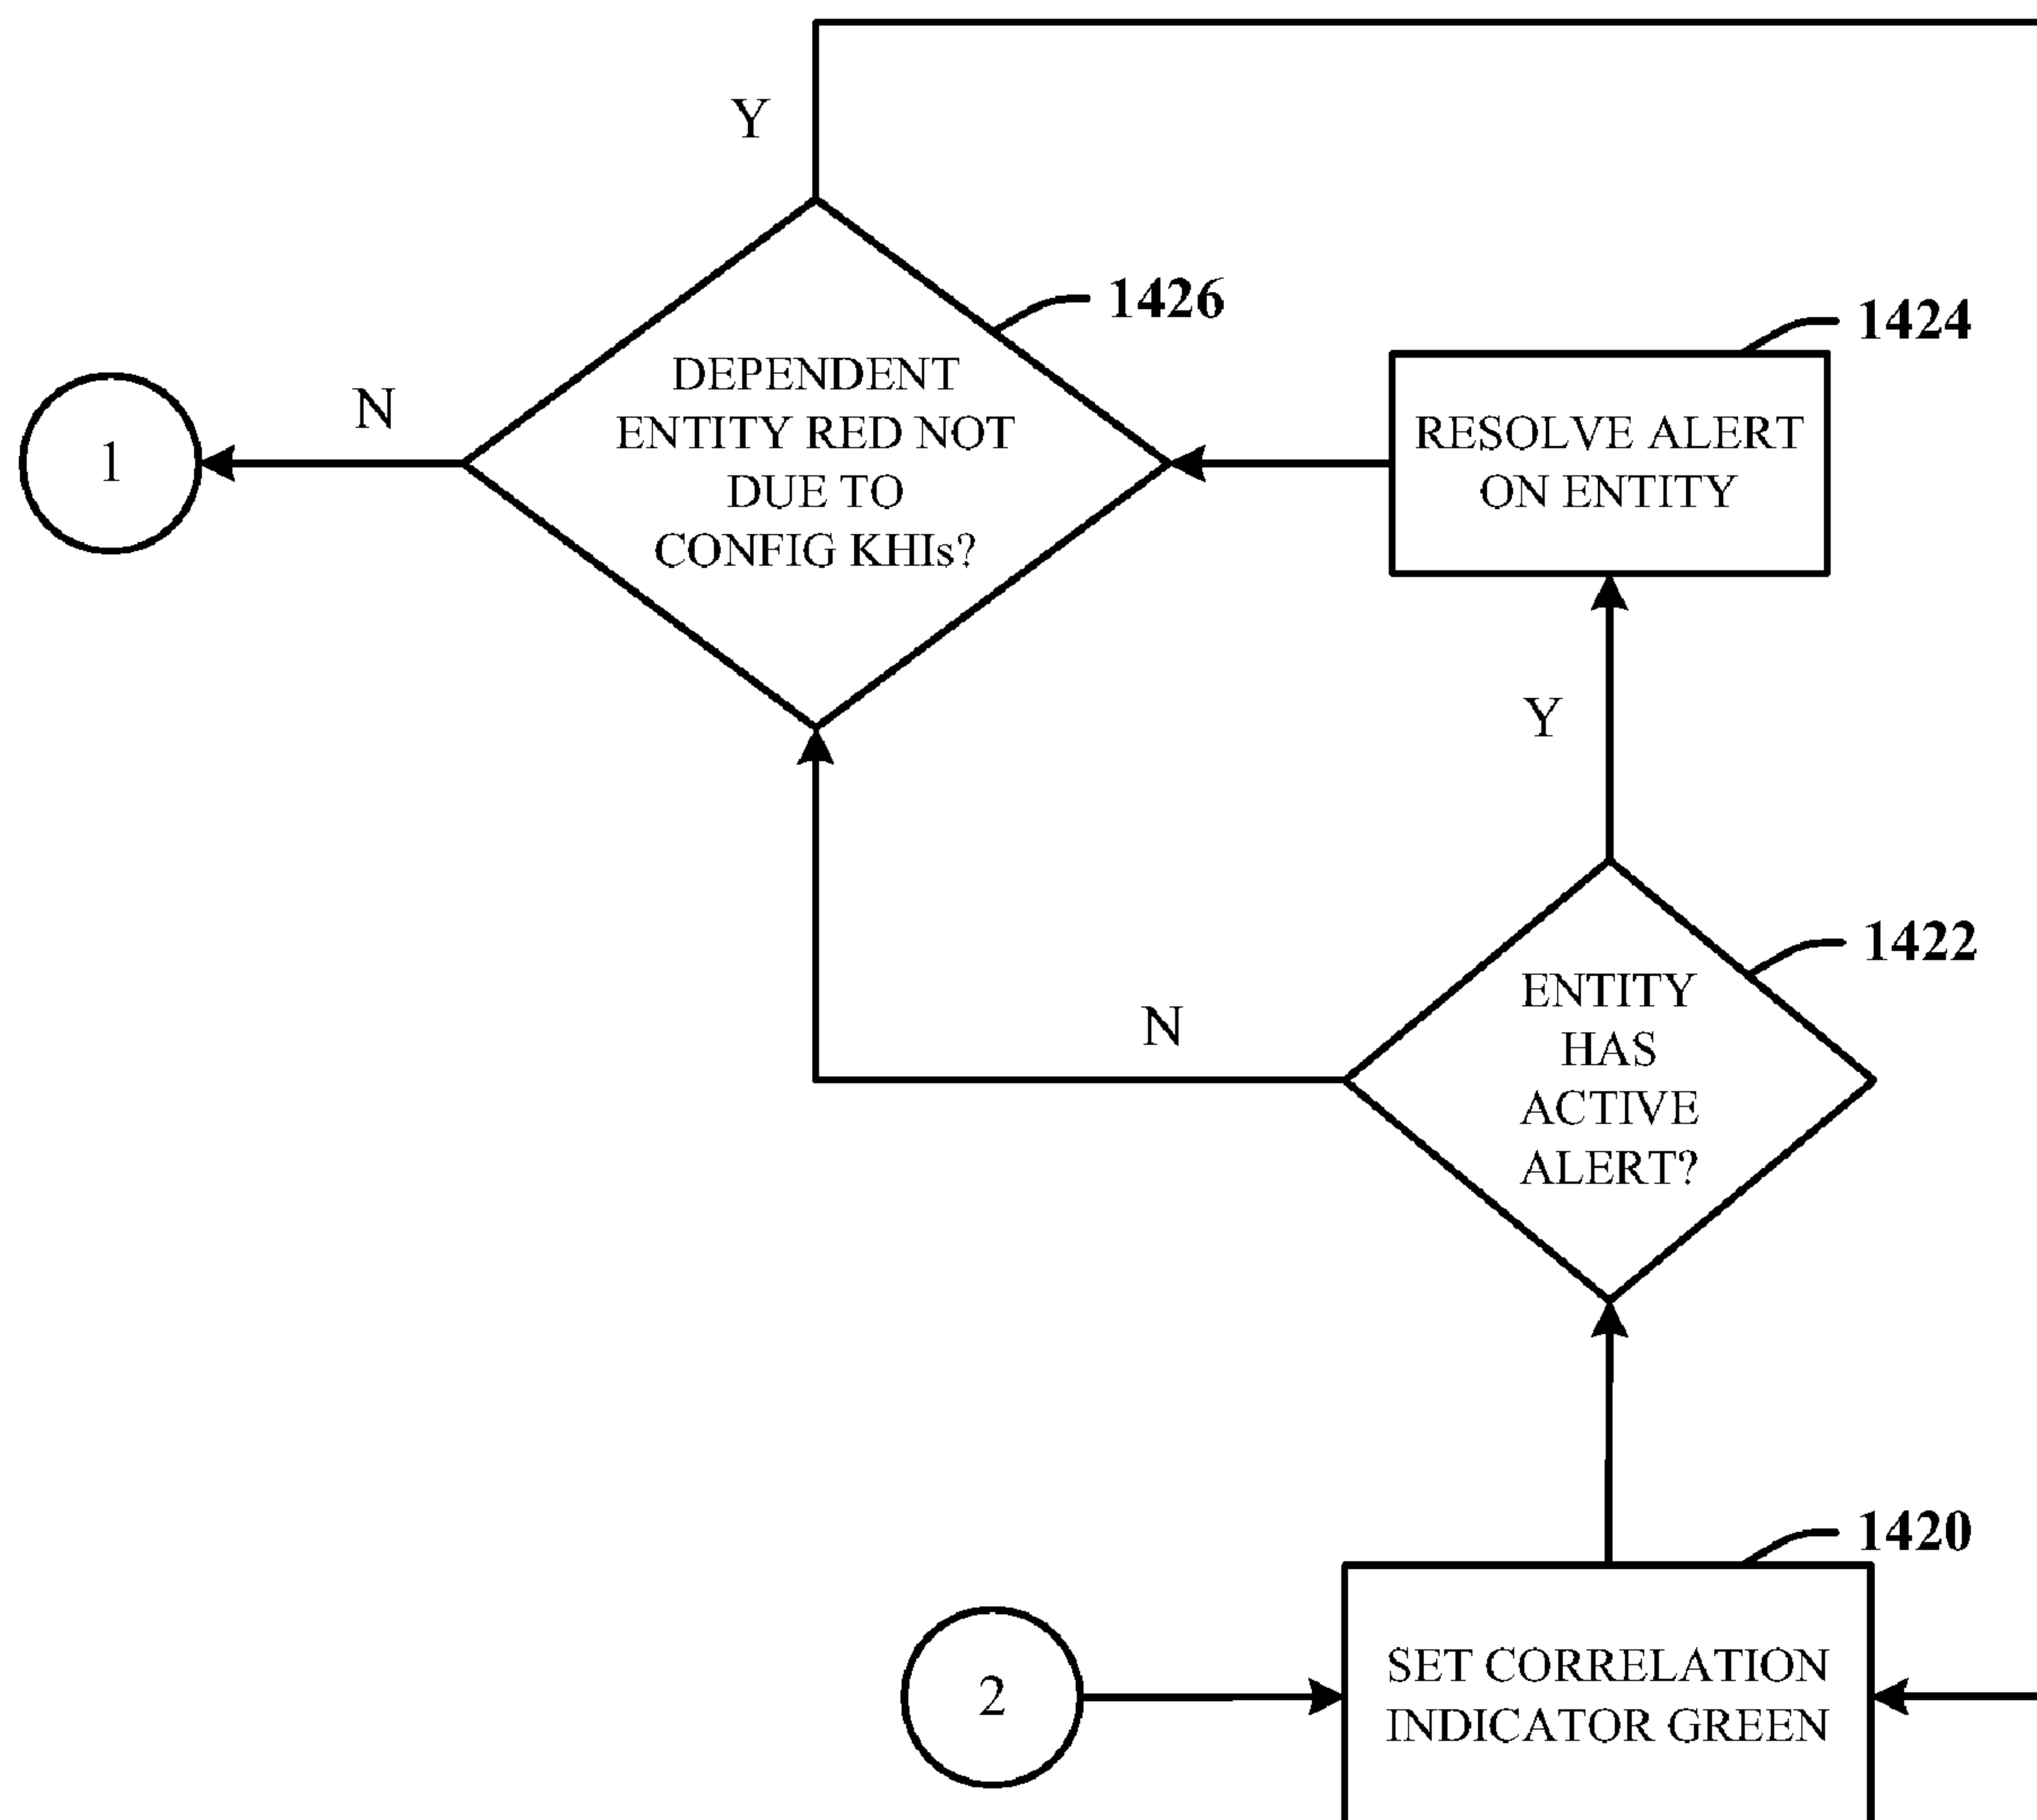 Y
1426
1424
DEPENDENT
ENTITY RED NOT
DUE TO
CONFIG KHIs?
N
1
RESOLVE ALERT
ON ENTITY
Y
1422
ENTITY
HAS
ACTIVE
ALERT?
N
1420
2
SET CORRELATION
INDICATOR GREEN